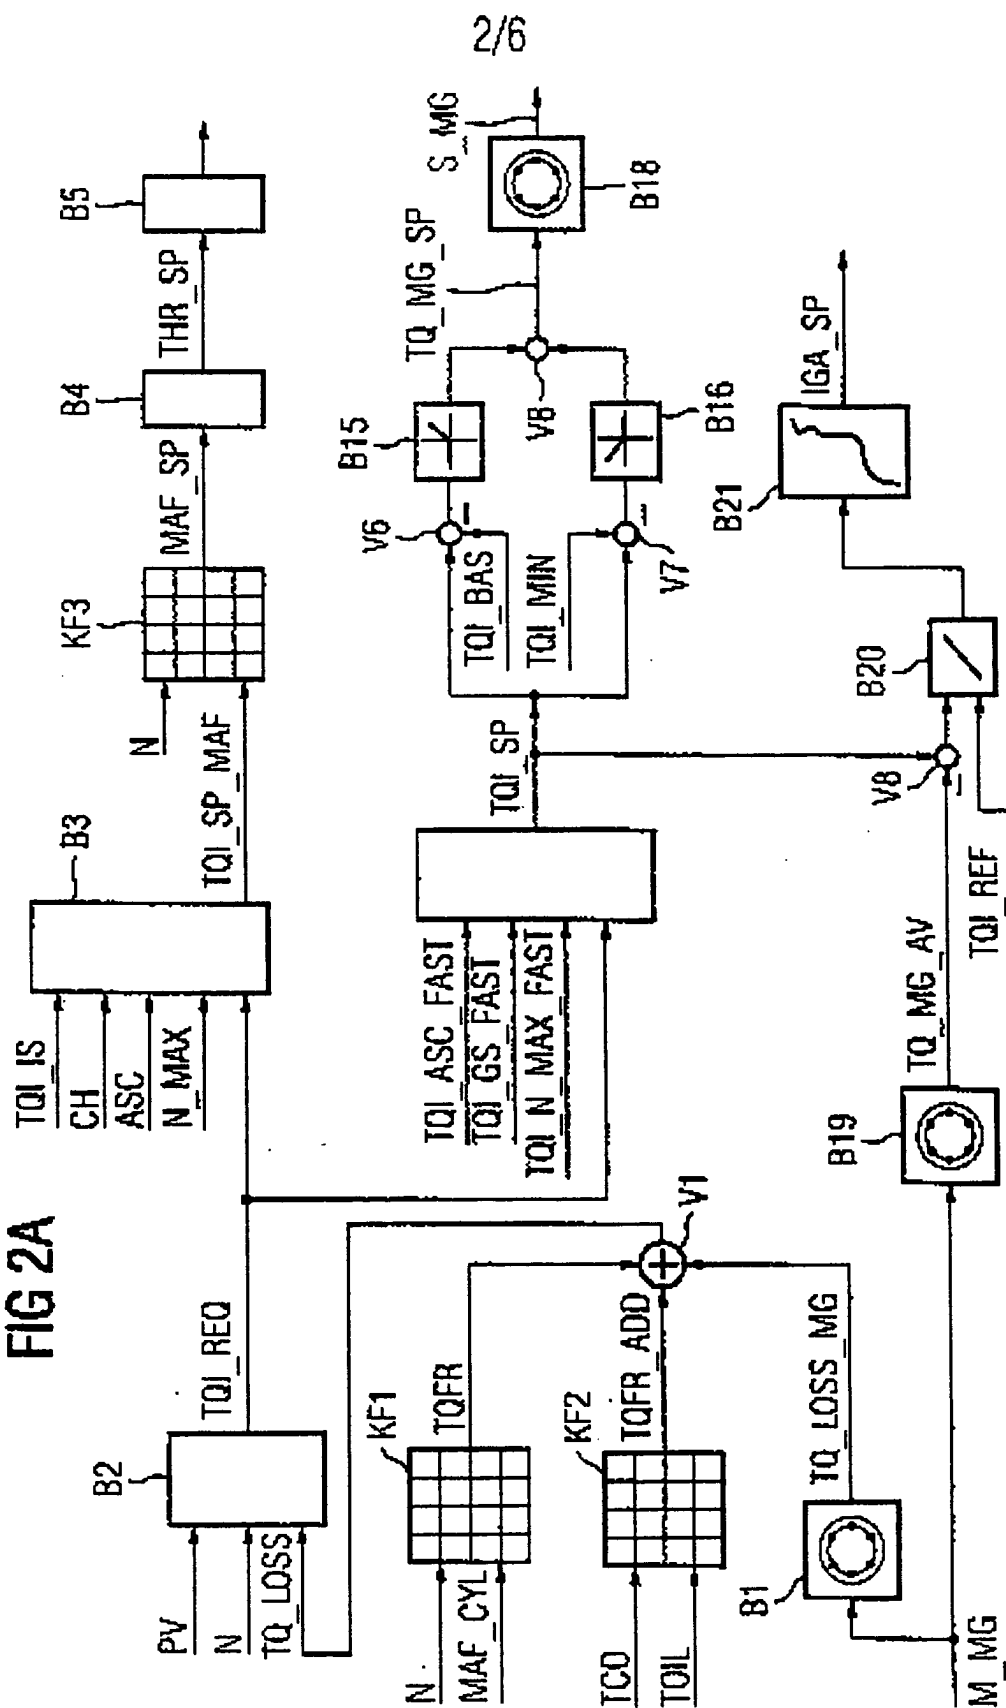 2/6
FIG 2A
PV
N
TQ_LOSS
B2
TQI_REQ
TQI_IS
CH
ASC
N_MAX
B3
TQI_SP_MAF
N
KF3
MAF_SP
B4
THR_SP
B5
N
MAF_CYL
KF1
TQFR
TCO
TOIL
KF2
TQFR_ADD
V1
TQI_ASC_FAST
TQI_GS_FAST
TQI_N_MAX_FAST
TQI_SP
TQI_BAS
TQI_MIN
V6
V7
B15
B16
V8
TQ_MG_SP
S_MG
B18
M_MG
B1
TQ_LOSS_MG
B19
TQ_MG_AV
TQI_REF
V8
B20
B21
IGA_SP